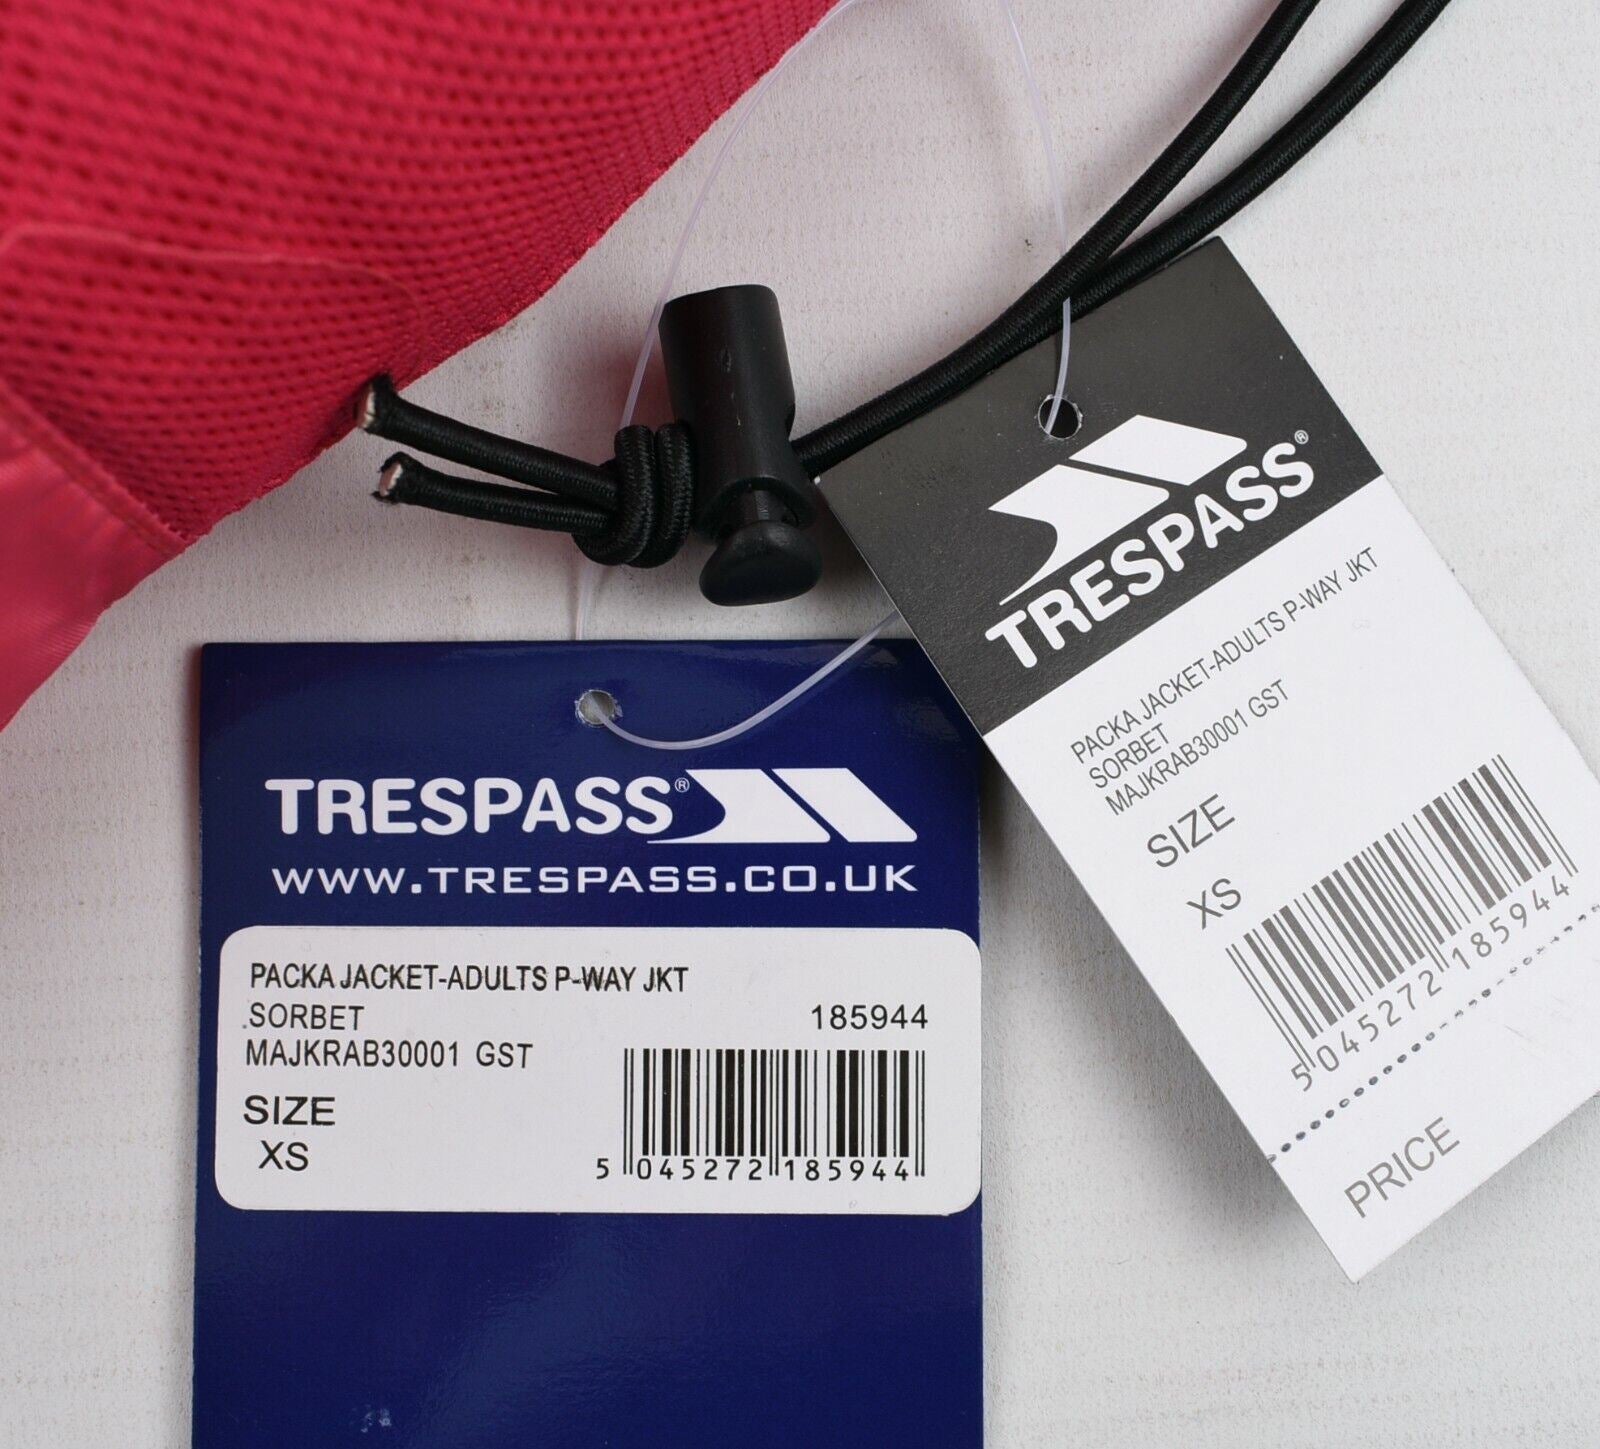 TRESPASS®
WWW.TRESPASS.CO.UK
PACKA JACKET-ADULTS P-WAY JKT
SORBET 185944
MAJKRAB30001 GST
SIZE
XS
5 045272 185944
TRESPASS®
PACKA JACKET-ADULTS P-WAY JKT
SORBET
MAJKRAB30001 GST
SIZE
XS
5 045272 185944
PRICE